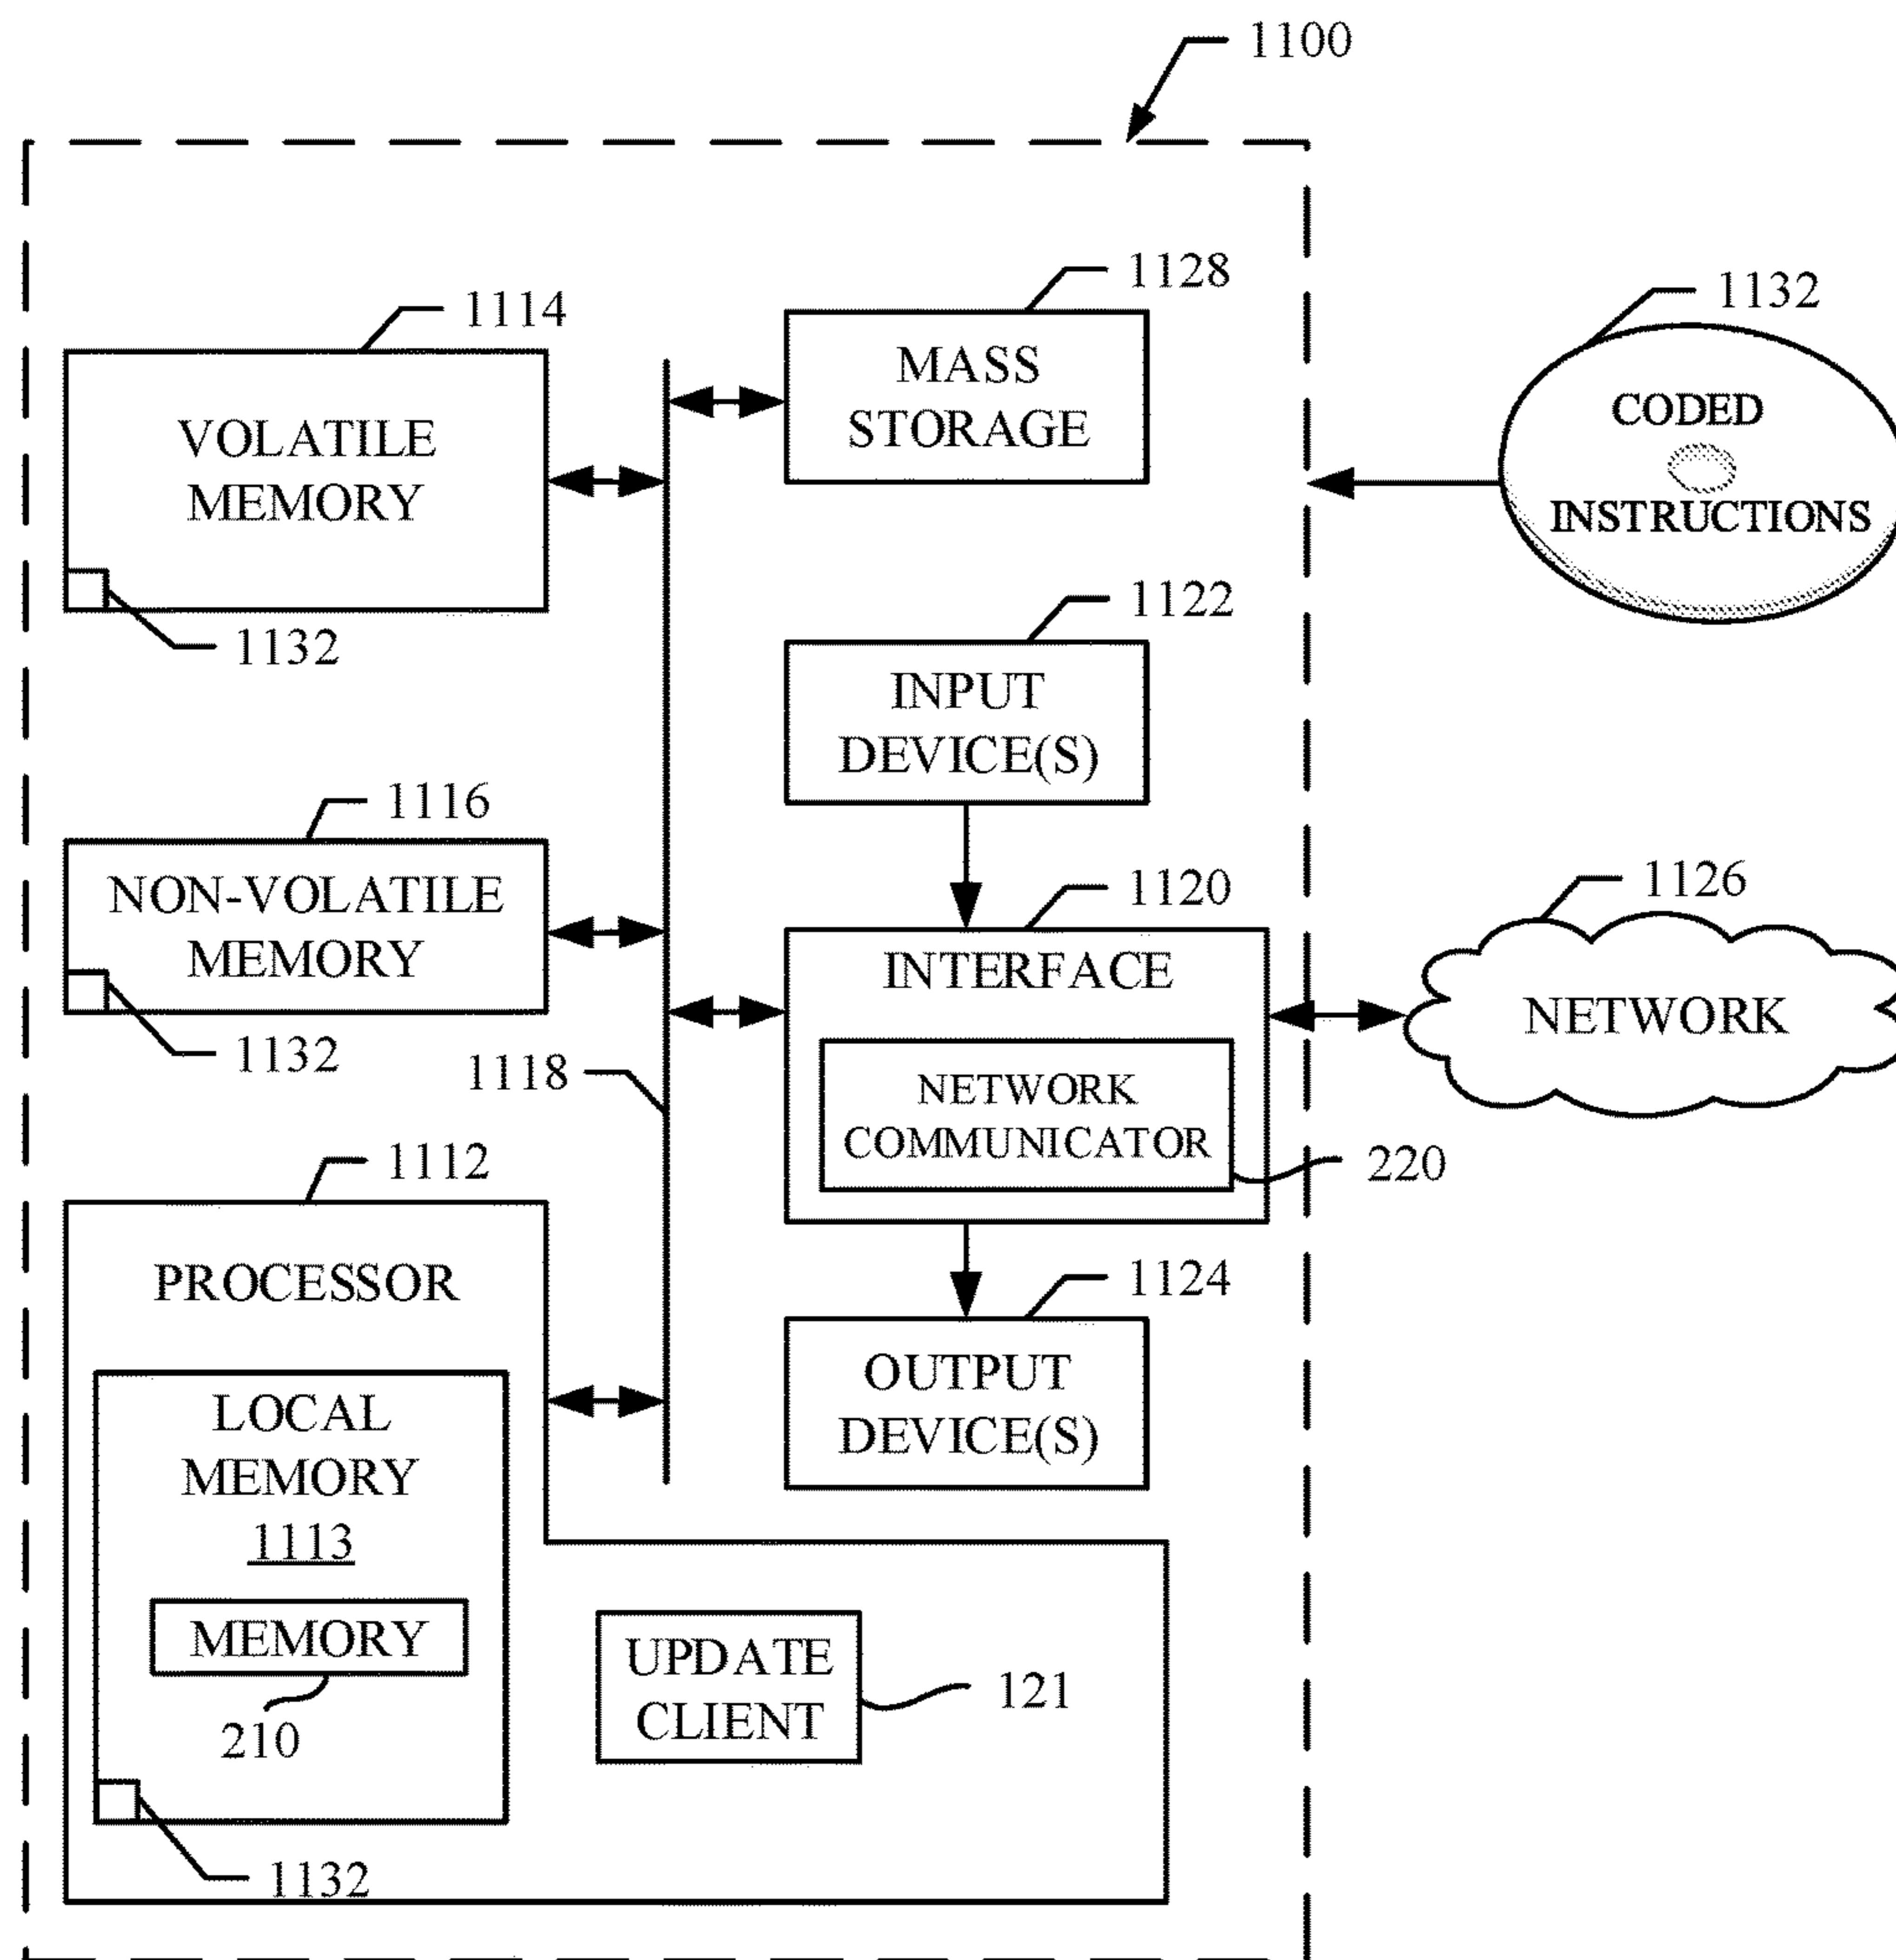 1100
1128
1114
1132
MASS
STORAGE
VOLATILE
MEMORY
CODED
INSTRUCTIONS
1132
1122
INPUT
DEVICE(S)
1116
1120
1126
NON-VOLATILE
MEMORY
INTERFACE
NETWORK
1132
1118
NETWORK
COMMUNICATOR
220
1112
PROCESSOR
1124
OUTPUT
DEVICE(S)
LOCAL
MEMORY
1113
MEMORY
210
UPDATE
CLIENT
121
1132